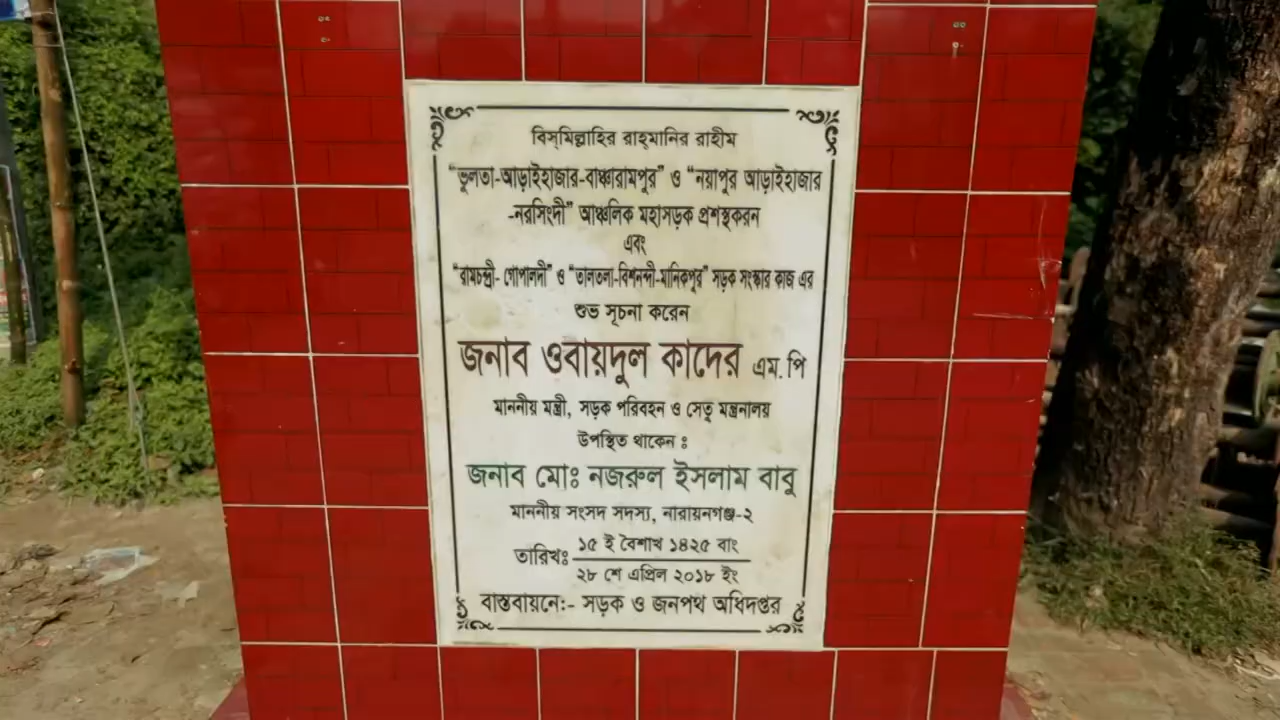 বিস্‌মিল্লাহির রাহ্‌মানির রাহীম
“ভুলতা-আড়াইহাজার-বাঞ্চারামপুর” ও “নয়াপুর আড়াইহাজার
-নরসিংদী” আঞ্চলিক মহাসড়ক প্রশস্থকরন
এবং
“রামচন্দ্রী- গোপালদী” ও “তালতলা-বিশনন্দী-মানিকপুর” সড়ক সংস্কার কাজ এর
শুভ সূচনা করেন
জনাব ওবায়দুল কাদের এম. পি
মাননীয় মন্ত্রী, সড়ক পরিবহন ও সেতু মন্ত্রনালয়
উপস্থিত থাকেন ঃ
জনাব মোঃ নজরুল ইসলাম বাবু
মাননীয় সংসদ সদস্য, নারায়নগঞ্জ-২
তারিখঃ ১৫ ই বৈশাখ ১৪২৫ বাং
২৮ শে এপ্রিল ২০১৮ ইং
বাস্তবায়নে:- সড়ক ও জনপথ অধিদপ্তর